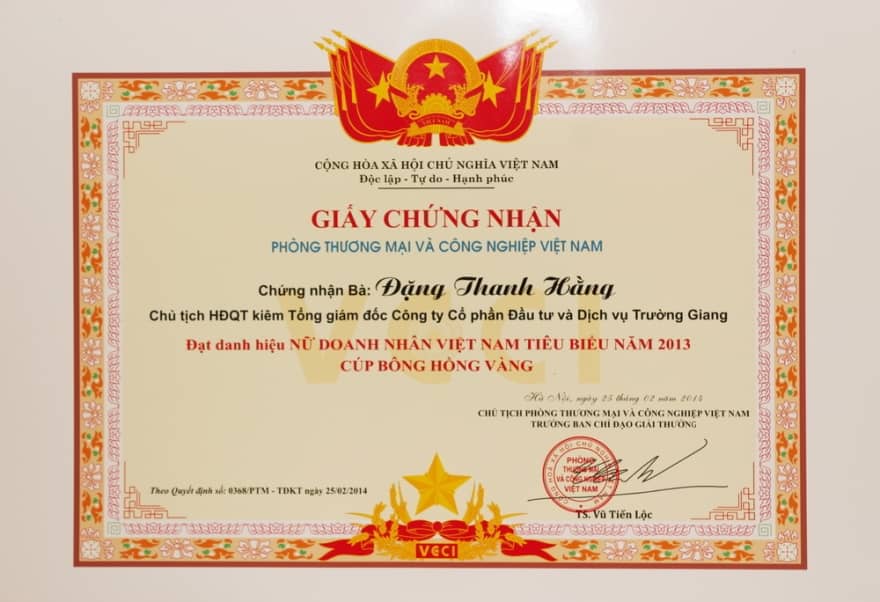 VIỆT NAM
CỘNG HÒA XÃ HỘI CHỦ NGHĨA VIỆT NAM
Độc lập - Tự do - Hạnh phúc
GIẤY CHỨNG NHẬN
PHÒNG THƯƠNG MẠI VÀ CÔNG NGHIỆP VIỆT NAM
Chứng nhận Bà: Đặng Thanh Hằng
Chủ tịch HĐQT kiêm Tổng giám đốc Công ty Cổ phần Đầu tư và Dịch vụ Trường Giang
VCCI
Đạt danh hiệu NỮ DOANH NHÂN VIỆT NAM TIÊU BIỂU NĂM 2013
CÚP BÔNG HỒNG VÀNG
Hà Nội, ngày 25 tháng 02 năm 2014
CHỦ TỊCH PHÒNG THƯƠNG MẠI VÀ CÔNG NGHIỆP VIỆT NAM
TRƯỞNG BAN CHỈ ĐẠO GIẢI THƯỞNG
PHÒNG
THƯƠNG MẠI
VÀ CÔNG NGHIỆP
VIỆT NAM
Theo Quyết định số: 0368/PTM - TĐKT ngày 25/02/2014
TS. Vũ Tiến Lộc
VCCI